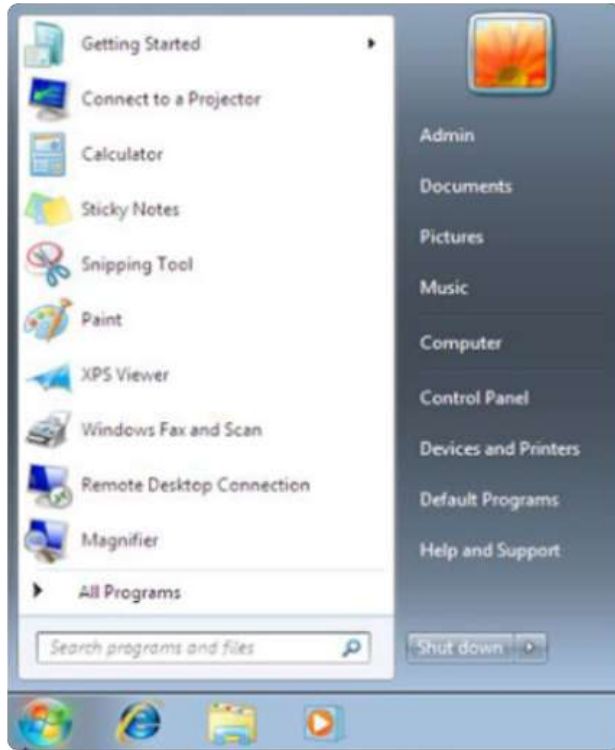 Getting Started
Connect to a Projector
Calculator
Sticky Notes
Snipping Tool
Paint
XPS Viewer
Windows Fax and Scan
Remote Desktop Connection
Magnifier
All Programs
Search programs and files
Admin
Documents
Pictures
Music
Computer
Control Panel
Devices and Printers
Default Programs
Help and Support
Shut down